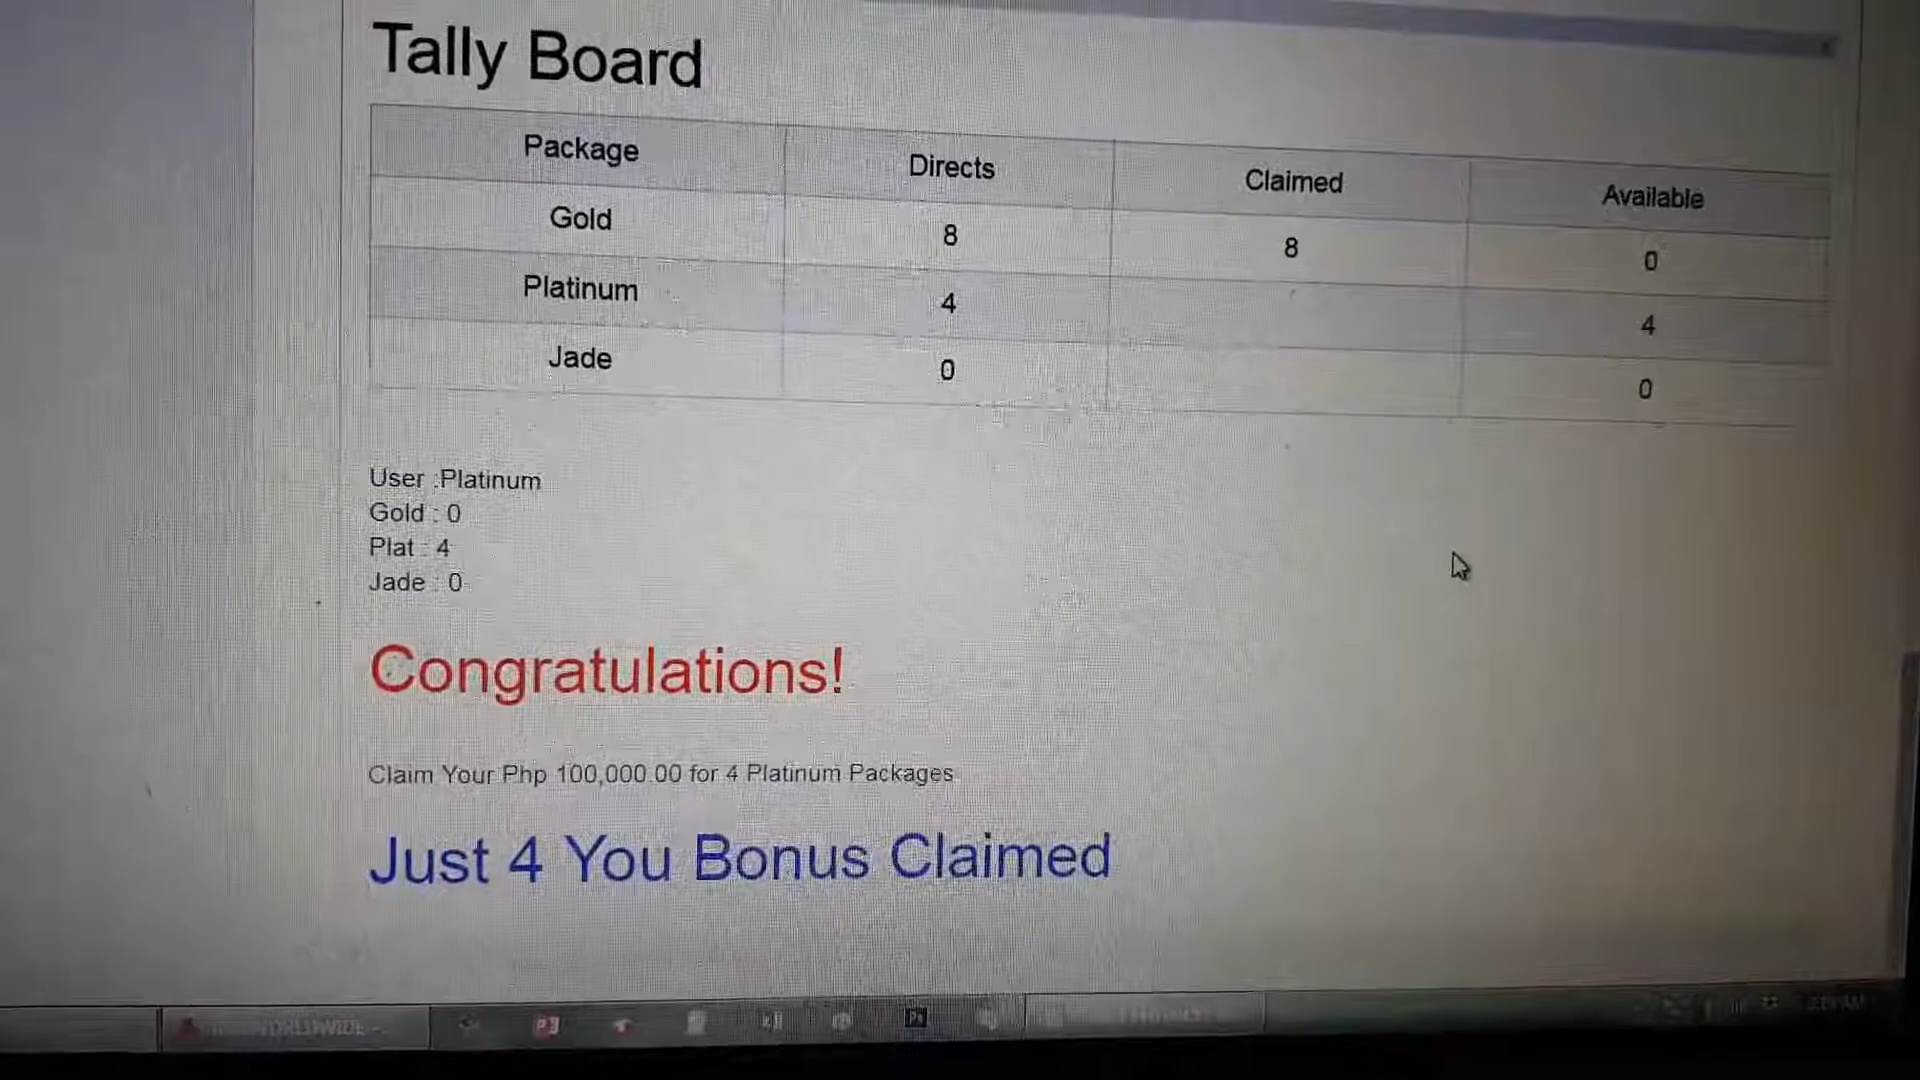 Tally Board
Package Directs Claimed Available
Gold 8 8 0
Platinum 4 4
Jade 0 0
User :Platinum
Gold : 0
Plat : 4
Jade : 0
Congratulations!
Claim Your Php 100,000.00 for 4 Platinum Packages
Just 4 You Bonus Claimed
WORLDWIDE